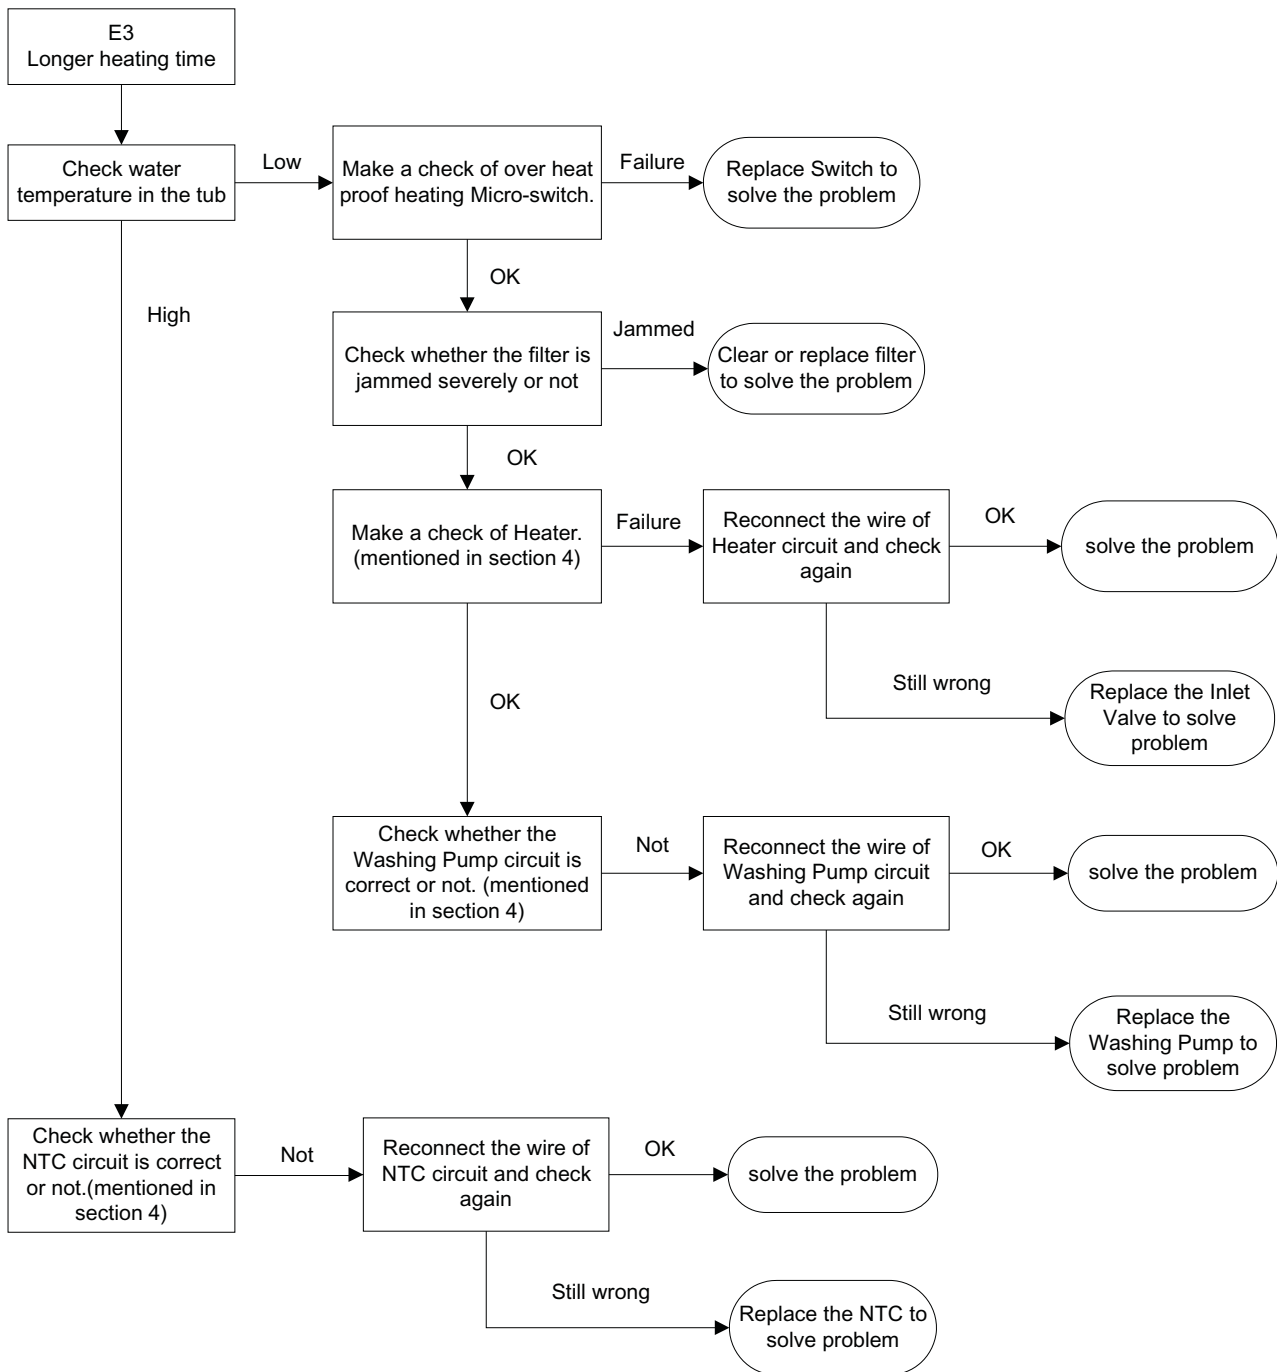 E3
Longer heating time
Check water
temperature in the tub
Low
Make a check of over heat
proof heating Micro-switch.
Failure
Replace Switch to
solve the problem
OK
High
Check whether the filter is
jammed severely or not
Jammed
Clear or replace filter
to solve the problem
OK
Make a check of Heater.
(mentioned in section 4)
Failure
Reconnect the wire of
Heater circuit and check
again
OK
solve the problem
Still wrong
Replace the Inlet
Valve to solve
problem
OK
Check whether the
Washing Pump circuit is
correct or not. (mentioned
in section 4)
Not
Reconnect the wire of
Washing Pump circuit
and check again
OK
solve the problem
Still wrong
Replace the
Washing Pump to
solve problem
Check whether the
NTC circuit is correct
or not.(mentioned in
section 4)
Not
Reconnect the wire of
NTC circuit and check
again
OK
solve the problem
Still wrong
Replace the NTC to
solve problem